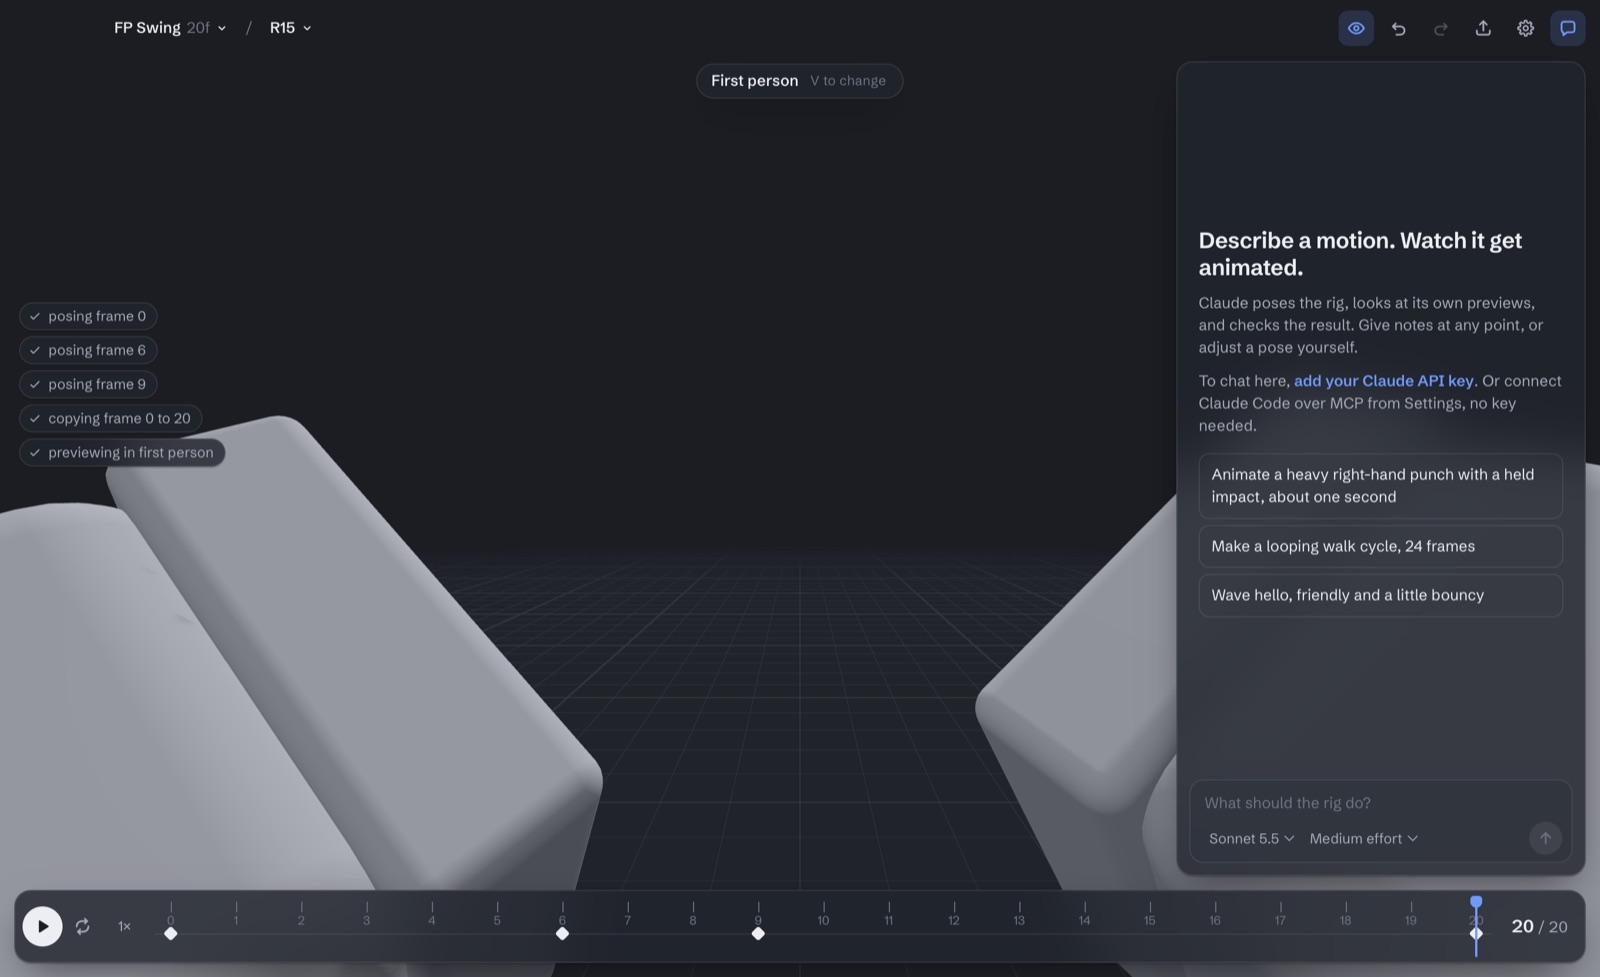 FP Swing 20f / R15
First person V to change
posing frame 0
posing frame 6
posing frame 9
copying frame 0 to 20
previewing in first person
Describe a motion. Watch it get
animated.
Claude poses the rig, looks at its own previews,
and checks the result. Give notes at any point, or
adjust a pose yourself.
To chat here, add your Claude API key. Or connect
Claude Code over MCP from Settings, no key
needed.
Animate a heavy right-hand punch with a held
impact, about one second
Make a looping walk cycle, 24 frames
Wave hello, friendly and a little bouncy
What should the rig do?
Sonnet 5.5 Medium effort
1×
0 1 2 3 4 5 6 7 8 9 10 11 12 13 14 15 16 17 18 19 20
20 / 20